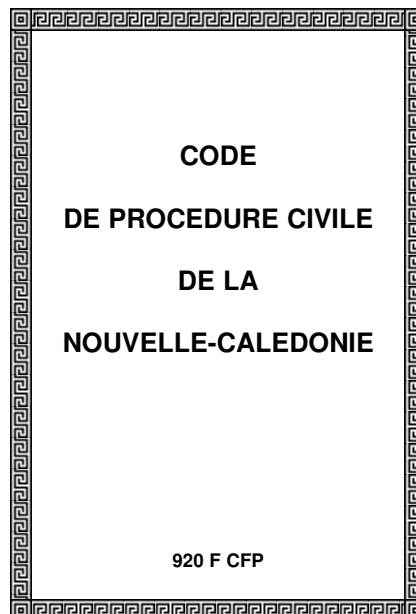 CODE
DE PROCEDURE CIVILE
DE LA
NOUVELLE-CALEDONIE
920 F CFP